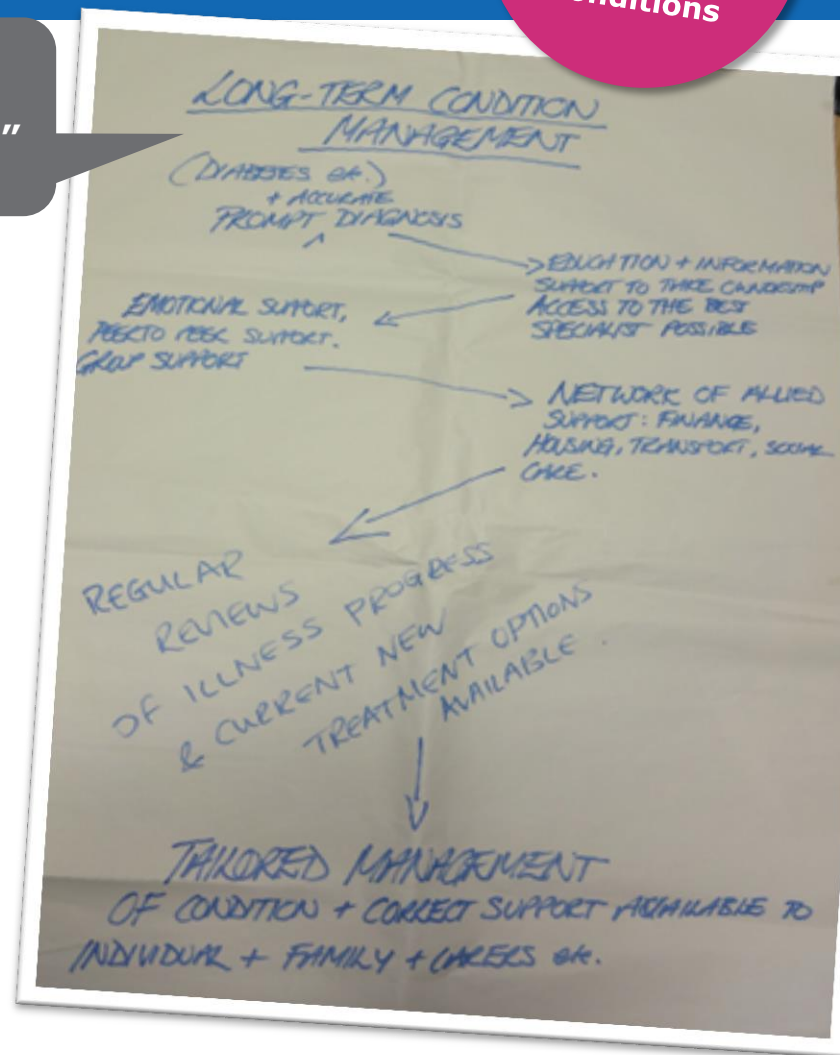 onditions
”
LONG-TERM CONDITION
MANAGEMENT
(DIABETES etc.)
+ ACCURATE
PROMPT DIAGNOSIS
^
EDUCATION + INFORMATION
SUPPORT TO TAKE OWNERSHIP
ACCESS TO THE BEST
SPECIALIST POSSIBLE
EMOTIONAL SUPPORT,
PEER TO PEER SUPPORT.
GROUP SUPPORT
NETWORK OF ALLIED
SUPPORT: FINANCE,
HOUSING, TRANSPORT, SOCIAL
CARE.
REGULAR
REVIEWS
OF ILLNESS PROGRESS
& CURRENT NEW
TREATMENT OPTIONS
AVAILABLE.
TAILORED MANAGEMENT
OF CONDITION + CORRECT SUPPORT AVAILABLE TO
INDIVIDUAL + FAMILY + CARERS etc.